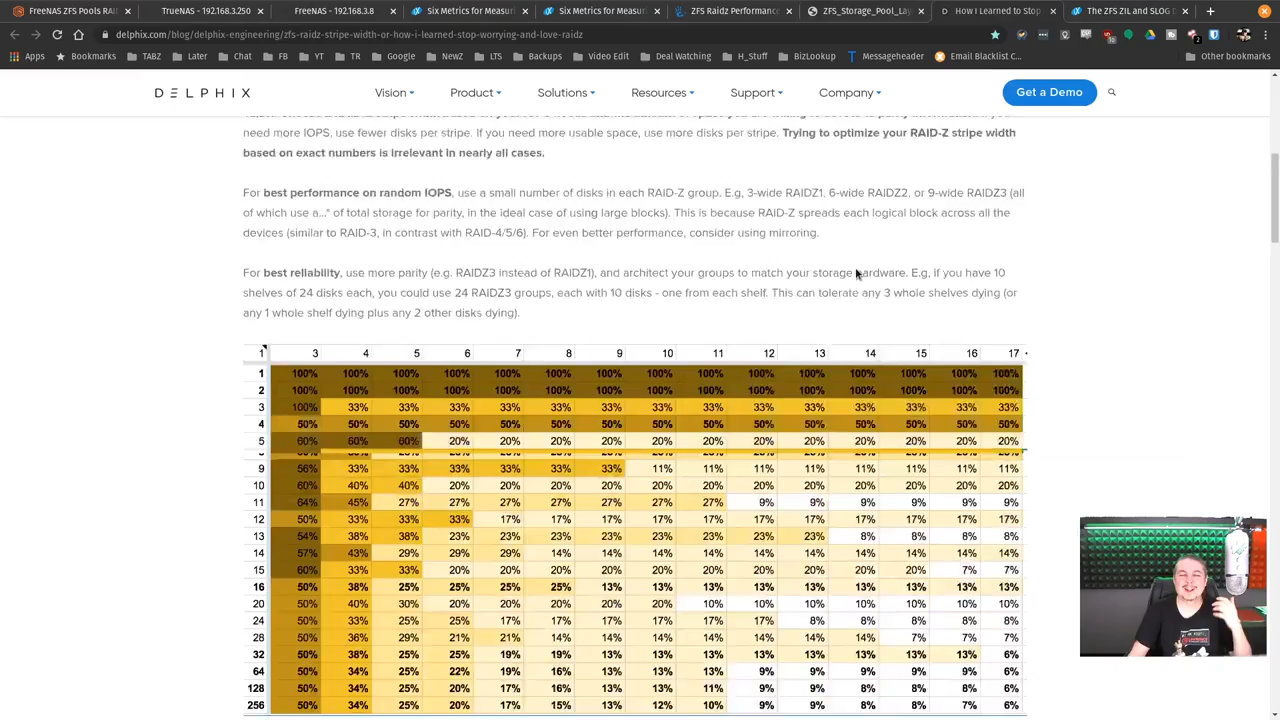 FreeNAS ZFS Pools RAI
TrueNAS - 192.168.3.250
FreeNAS - 192.168.3.8
Six Metrics for Measuri
Six Metrics for Measuri
ZFS Raidz Performance
ZFS_Storage_Pool_Lay
How I Learned to Stop
The ZFS ZIL and SLOG
delphix.com/blog/delphix-engineering/zfs-raidz-stripe-width-or-how-i-learned-stop-worrying-and-love-raidz
Apps Bookmarks TABZ Later Chat FB YT TR Google NewZ LTS Backups Video Edit Deal Watching H_Stuff BizLookup Messageheader Email Blacklist C... Other bookmarks
DELPHIX Vision Product Solutions Resources Support Company Get a Demo
need more IOPS, use fewer disks per stripe. If you need more usable space, use more disks per stripe. Trying to optimize your RAID-Z stripe width
based on exact numbers is irrelevant in nearly all cases.
For best performance on random IOPS, use a small number of disks in each RAID-Z group. E.g, 3-wide RAIDZ1, 6-wide RAIDZ2, or 9-wide RAIDZ3 (all
of which use a..." of total storage for parity, in the ideal case of using large blocks). This is because RAID-Z spreads each logical block across all the
devices (similar to RAID-3, in contrast with RAID-4/5/6). For even better performance, consider using mirroring.
For best reliability, use more parity (e.g. RAIDZ3 instead of RAIDZ1), and architect your groups to match your storage hardware. E.g, if you have 10
shelves of 24 disks each, you could use 24 RAIDZ3 groups, each with 10 disks - one from each shelf. This can tolerate any 3 whole shelves dying (or
any 1 whole shelf dying plus any 2 other disks dying).
1 3 4 5 6 7 8 9 10 11 12 13 14 15 16 17
1 100% 100% 100% 100% 100% 100% 100% 100% 100% 100% 100% 100% 100% 100% 100%
2 100% 100% 100% 100% 100% 100% 100% 100% 100% 100% 100% 100% 100% 100% 100%
3 100% 33% 33% 33% 33% 33% 33% 33% 33% 33% 33% 33% 33% 33% 33%
4 50% 50% 50% 50% 50% 50% 50% 50% 50% 50% 50% 50% 50% 50% 50%
5 60% 60% 60% 20% 20% 20% 20% 20% 20% 20% 20% 20% 20% 20% 20%
9 56% 33% 33% 33% 33% 33% 33% 11% 11% 11% 11% 11% 11% 11% 11%
10 60% 40% 40% 20% 20% 20% 20% 20% 20% 20% 20% 20% 20% 20% 20%
11 64% 45% 27% 27% 27% 27% 27% 27% 27% 9% 9% 9% 9% 9% 9%
12 50% 33% 33% 33% 17% 17% 17% 17% 17% 17% 17% 17% 17% 17% 17%
13 54% 38% 38% 23% 23% 23% 23% 23% 23% 23% 23% 8% 8% 8% 8%
14 57% 43% 29% 29% 29% 14% 14% 14% 14% 14% 14% 14% 14% 14% 14%
15 60% 33% 33% 20% 20% 20% 20% 20% 20% 20% 20% 20% 20% 7% 7%
16 50% 38% 25% 25% 25% 25% 13% 13% 13% 13% 13% 13% 13% 13% 13%
20 50% 40% 30% 20% 20% 20% 20% 20% 10% 10% 10% 10% 10% 10% 10%
24 50% 33% 25% 25% 17% 17% 17% 17% 17% 17% 8% 8% 8% 8% 8%
28 50% 36% 29% 21% 21% 14% 14% 14% 14% 14% 14% 14% 7% 7% 7%
32 50% 38% 25% 25% 19% 19% 13% 13% 13% 13% 13% 13% 13% 13% 6%
64 50% 34% 25% 22% 19% 16% 13% 13% 13% 9% 9% 9% 9% 9% 6%
128 50% 34% 25% 20% 17% 16% 13% 13% 11% 9% 9% 8% 8% 8% 6%
256 50% 34% 25% 20% 17% 15% 13% 12% 10% 9% 9% 8% 8% 7% 6%